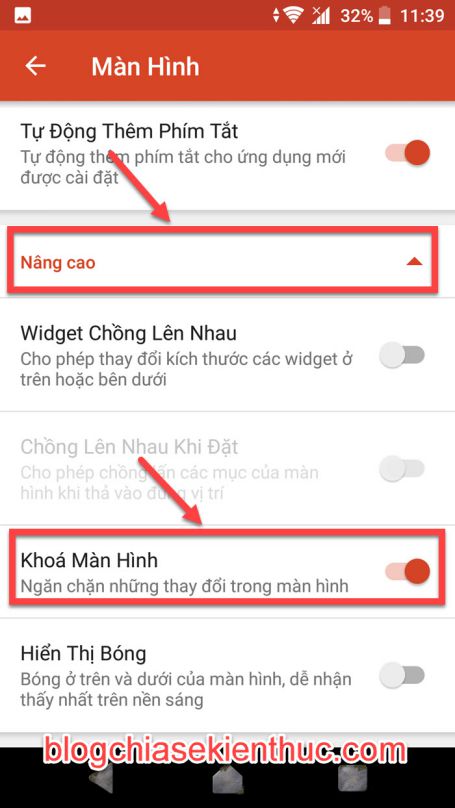 32% 11:39
Màn Hình
Tự Động Thêm Phím Tắt
Tự động thêm phím tắt cho ứng dụng mới
được cài đặt
Nâng cao
Widget Chồng Lên Nhau
Cho phép thay đổi kích thước các widget ở
trên hoặc bên dưới
Chồng Lên Nhau Khi Đặt
Cho phép chồng lấn các mục của màn
hình khi thả vào đúng vị trí
Khoá Màn Hình
Ngăn chặn những thay đổi trong màn hình
Hiển Thị Bóng
Bóng ở trên và dưới của màn hình, dễ nhận
thấy nhất trên nền sáng
blogchiasekienthuc.com